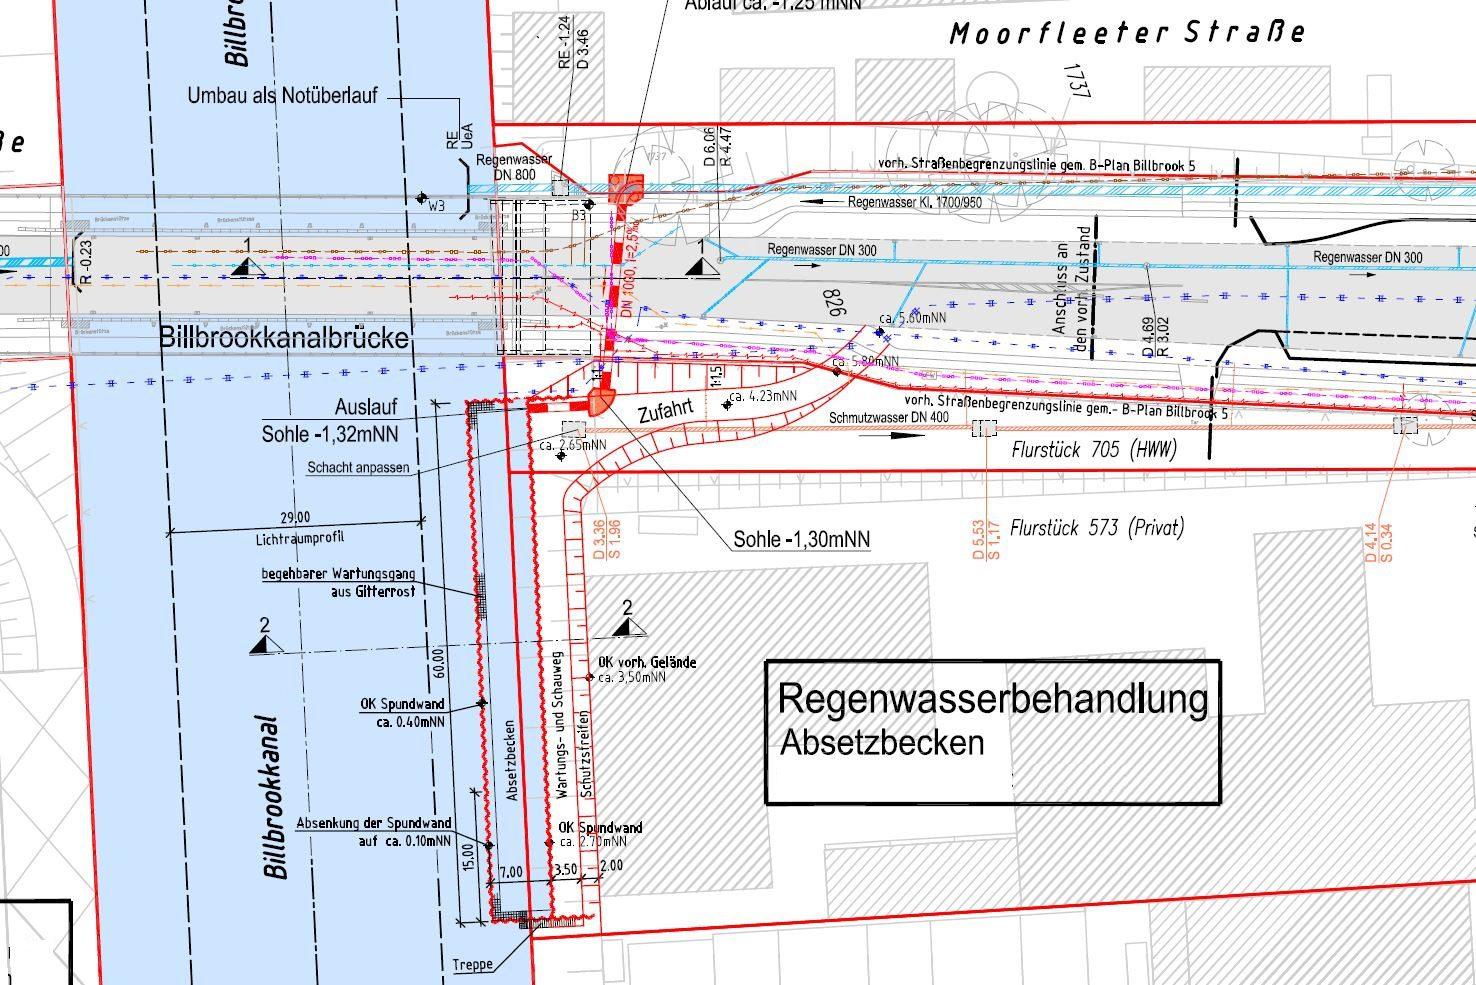 Ablauf ca. -1.25 mNN
Moorfleeter Straße
Billbro
RE -1.24
D 3.46
1737
Umbau als Notüberlauf
RE
UeA
Regenwasser
DN 800
1737
D 6.06
R 4.47
vorh. Straßenbegrenzungslinie gem. B-Plan Billbrook 5
ße
W3
B3
Regenwasser Kl. 1700/950
R -0.23
1
DN 1000, I=2,5‰
1
Regenwasser DN 300
Regenwasser DN 300
Anschluss an
den vorh. Zustand
826
ca. 5.60mNN
D 4.69
R 3.02
Billbrookkanalbrücke
ca. 5.80mNN
1:1
1:1,5
ca. 4.23mNN
Auslauf
Sohle -1,32mNN
Zufahrt
vorh. Straßenbegrenzungslinie gem.- B-Plan Billbrook 5
Schmutzwasser DN 400
ca. 2.65mNN
Schacht anpassen
Flurstück 705 (HWW)
29.00
Lichtraumprofil
D 3.36
S 1.96
Sohle -1,30mNN
D 5.53
S 1.17
Flurstück 573 (Privat)
D 4.14
S 0.34
begehbarer Wartungsgang
aus Gitterrost
2
2
60.00
OK vorh. Gelände
ca. 3,50mNN
OK Spundwand
ca. 0.40mNN
Absetzbecken
Wartungs- und Schauweg
Schutzstreifen
Regenwasserbehandlung
Absetzbecken
Billbrookkanal
Absenkung der Spundwand
auf ca. 0.10mNN
OK Spundwand
ca. 2.70mNN
15.00
7.00
3.50
2.00
Treppe